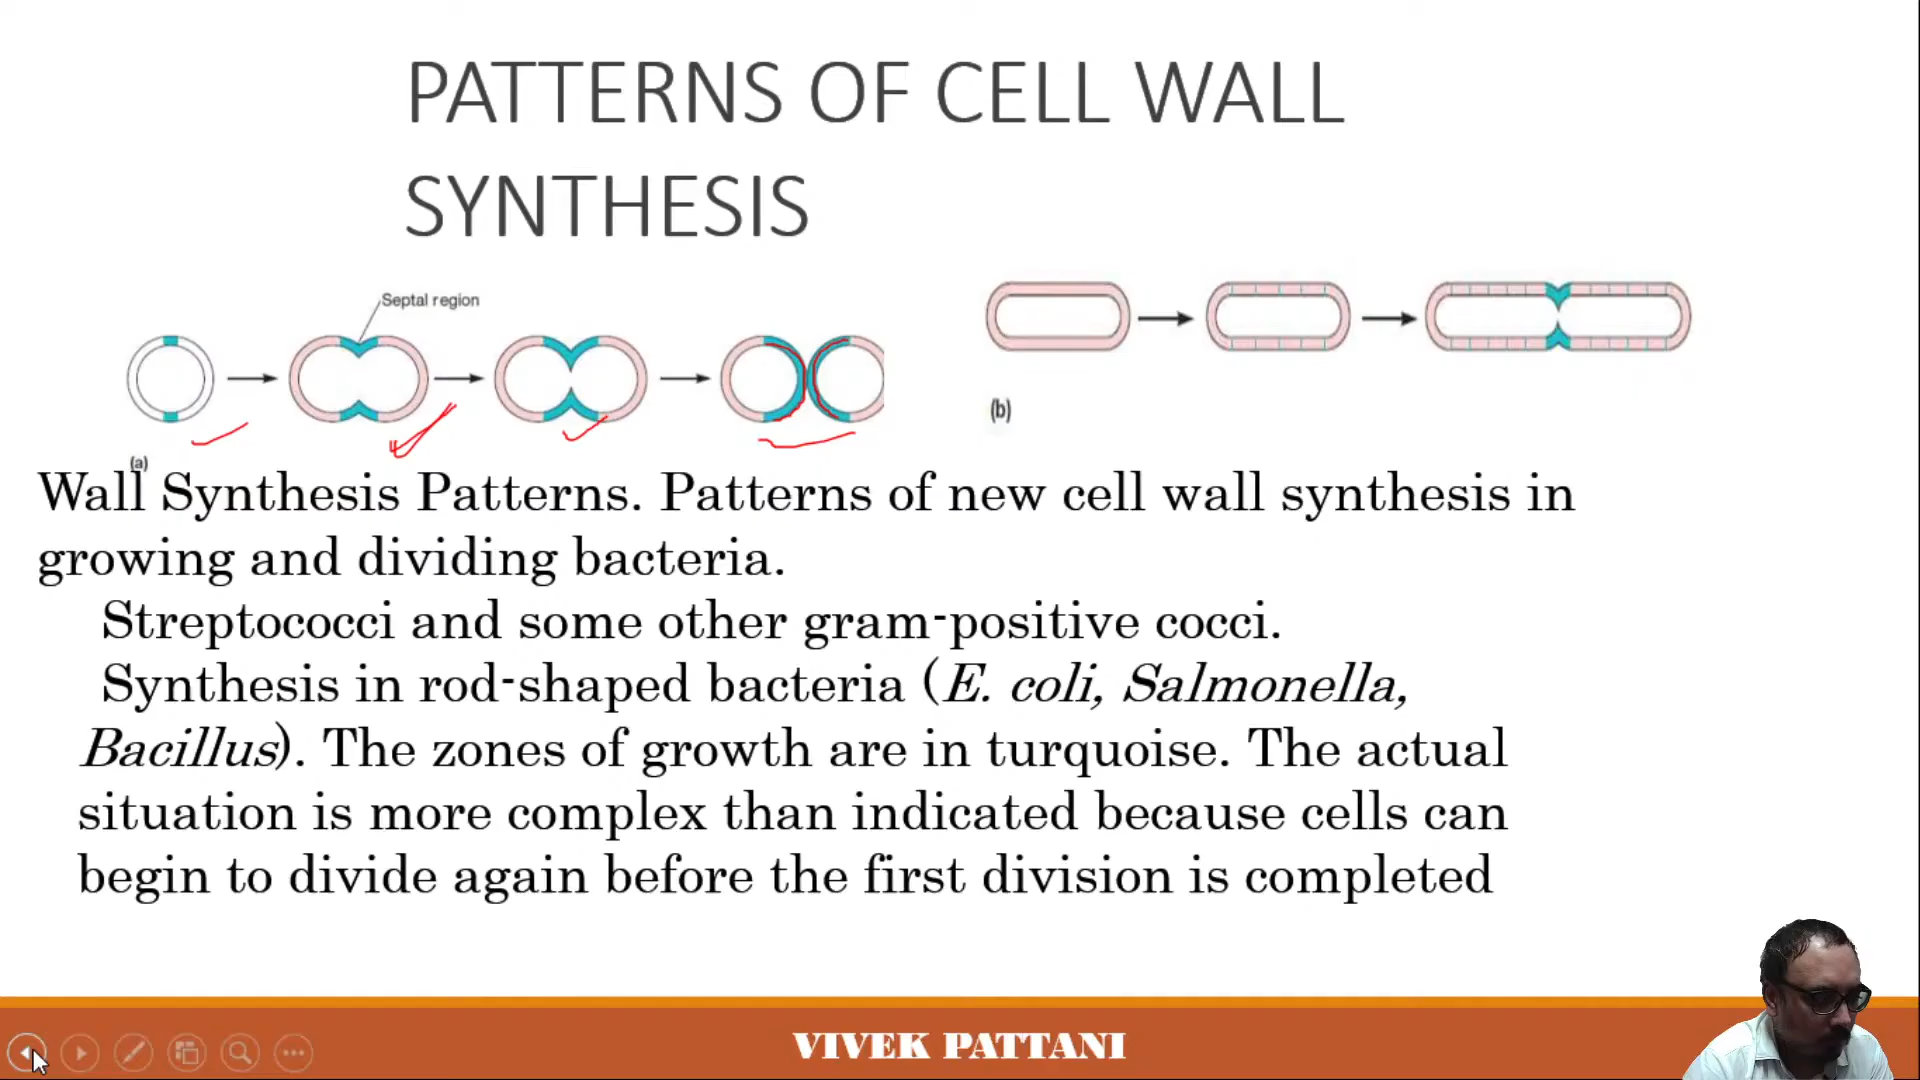 PATTERNS OF CELL WALL
SYNTHESIS
Septal region
(a)
(b)
Wall Synthesis Patterns. Patterns of new cell wall synthesis in
growing and dividing bacteria.
Streptococci and some other gram-positive cocci.
Synthesis in rod-shaped bacteria (E. coli, Salmonella,
Bacillus). The zones of growth are in turquoise. The actual
situation is more complex than indicated because cells can
begin to divide again before the first division is completed
VIVEK PATTANI